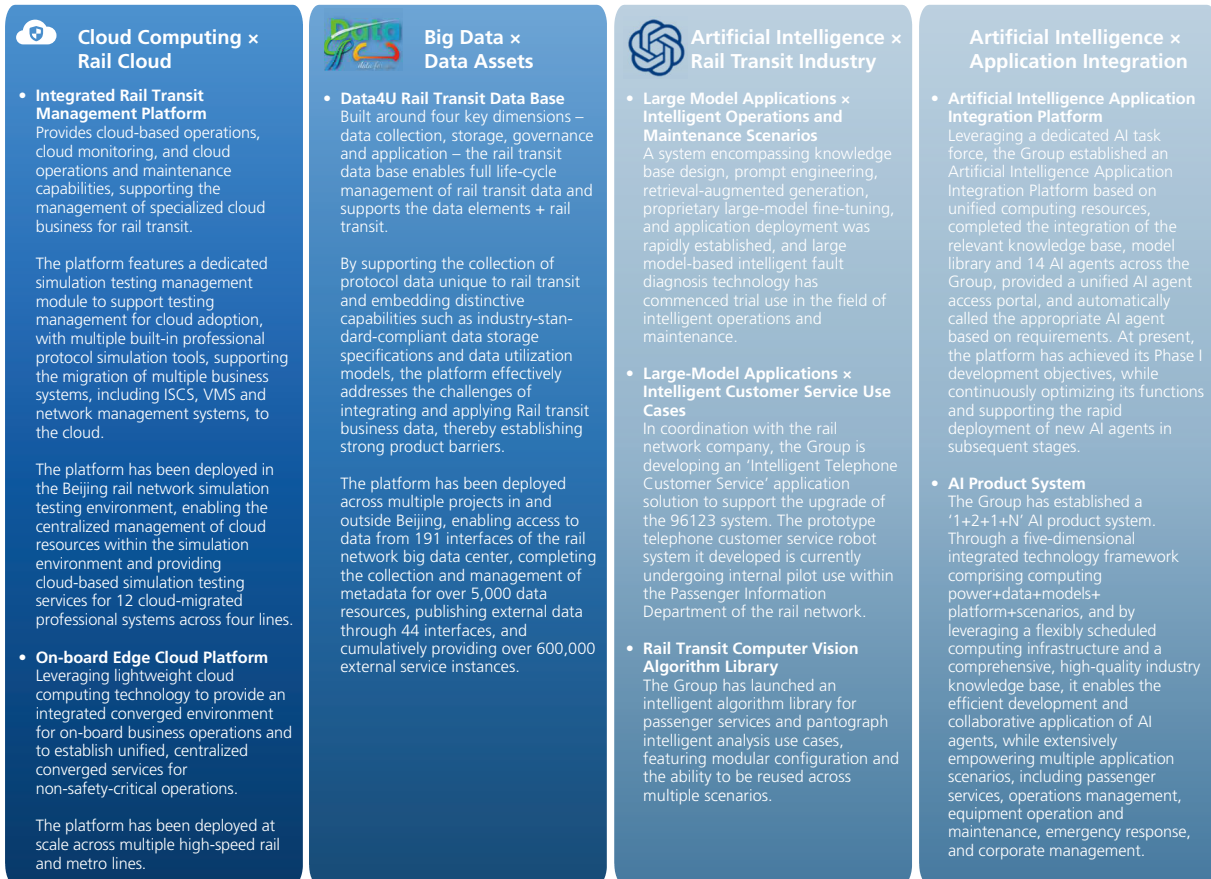 Cloud Computing ×
Rail Cloud
• Integrated Rail Transit
Management Platform
Provides cloud-based operations,
cloud monitoring, and cloud
operations and maintenance
capabilities, supporting the
management of specialized cloud
business for rail transit.
The platform features a dedicated
simulation testing management
module to support testing
management for cloud adoption,
with multiple built-in professional
protocol simulation tools, supporting
the migration of multiple business
systems, including ISCS, VMS and
network management systems, to
the cloud.
The platform has been deployed in
the Beijing rail network simulation
testing environment, enabling the
centralized management of cloud
resources within the simulation
environment and providing
cloud-based simulation testing
services for 12 cloud-migrated
professional systems across four lines.
• On-board Edge Cloud Platform
Leveraging lightweight cloud
computing technology to provide an
integrated converged environment
for on-board business operations and
to establish unified, centralized
converged services for
non-safety-critical operations.
The platform has been deployed at
scale across multiple high-speed rail
and metro lines.
Data
Big Data ×
Data Assets
• Data4U Rail Transit Data Base
Built around four key dimensions –
data collection, storage, governance
and application – the rail transit
data base enables full life-cycle
management of rail transit data and
supports the data elements + rail
transit.
By supporting the collection of
protocol data unique to rail transit
and embedding distinctive
capabilities such as industry-stan-
dard-compliant data storage
specifications and data utilization
models, the platform effectively
addresses the challenges of
integrating and applying Rail transit
business data, thereby establishing
strong product barriers.
The platform has been deployed
across multiple projects in and
outside Beijing, enabling access to
data from 191 interfaces of the rail
network big data center, completing
the collection and management of
metadata for over 5,000 data
resources, publishing external data
through 44 interfaces, and
cumulatively providing over 600,000
external service instances.
Artificial Intelligence ×
Rail Transit Industry
• Large Model Applications ×
Intelligent Operations and
Maintenance Scenarios
A system encompassing knowledge
base design, prompt engineering,
retrieval-augmented generation,
proprietary large-model fine-tuning,
and application deployment was
rapidly established, and large
model-based intelligent fault
diagnosis technology has
commenced trial use in the field of
intelligent operations and
maintenance.
• Large-Model Applications ×
Intelligent Customer Service Use
Cases
In coordination with the rail
network company, the Group is
developing an ‘Intelligent Telephone
Customer Service’ application
solution to support the upgrade of
the 96123 system. The prototype
telephone customer service robot
system it developed is currently
undergoing internal pilot use within
the Passenger Information
Department of the rail network.
• Rail Transit Computer Vision
Algorithm Library
The Group has launched an
intelligent algorithm library for
passenger services and pantograph
intelligent analysis use cases,
featuring modular configuration and
the ability to be reused across
multiple scenarios.
Artificial Intelligence ×
Application Integration
• Artificial Intelligence Application
Integration Platform
Leveraging a dedicated AI task
force, the Group established an
Artificial Intelligence Application
Integration Platform based on
unified computing resources,
completed the integration of the
relevant knowledge base, model
library and 14 AI agents across the
Group, provided a unified AI agent
access portal, and automatically
called the appropriate AI agent
based on requirements. At present,
the platform has achieved its Phase I
development objectives, while
continuously optimizing its functions
and supporting the rapid
deployment of new AI agents in
subsequent stages.
• AI Product System
The Group has established a
‘1+2+1+N’ AI product system.
Through a five-dimensional
integrated technology framework
comprising computing
power+data+models+
platform+scenarios, and by
leveraging a flexibly scheduled
computing infrastructure and a
comprehensive, high-quality industry
knowledge base, it enables the
efficient development and
collaborative application of AI
agents, while extensively
empowering multiple application
scenarios, including passenger
services, operations management,
equipment operation and
maintenance, emergency response,
and corporate management.